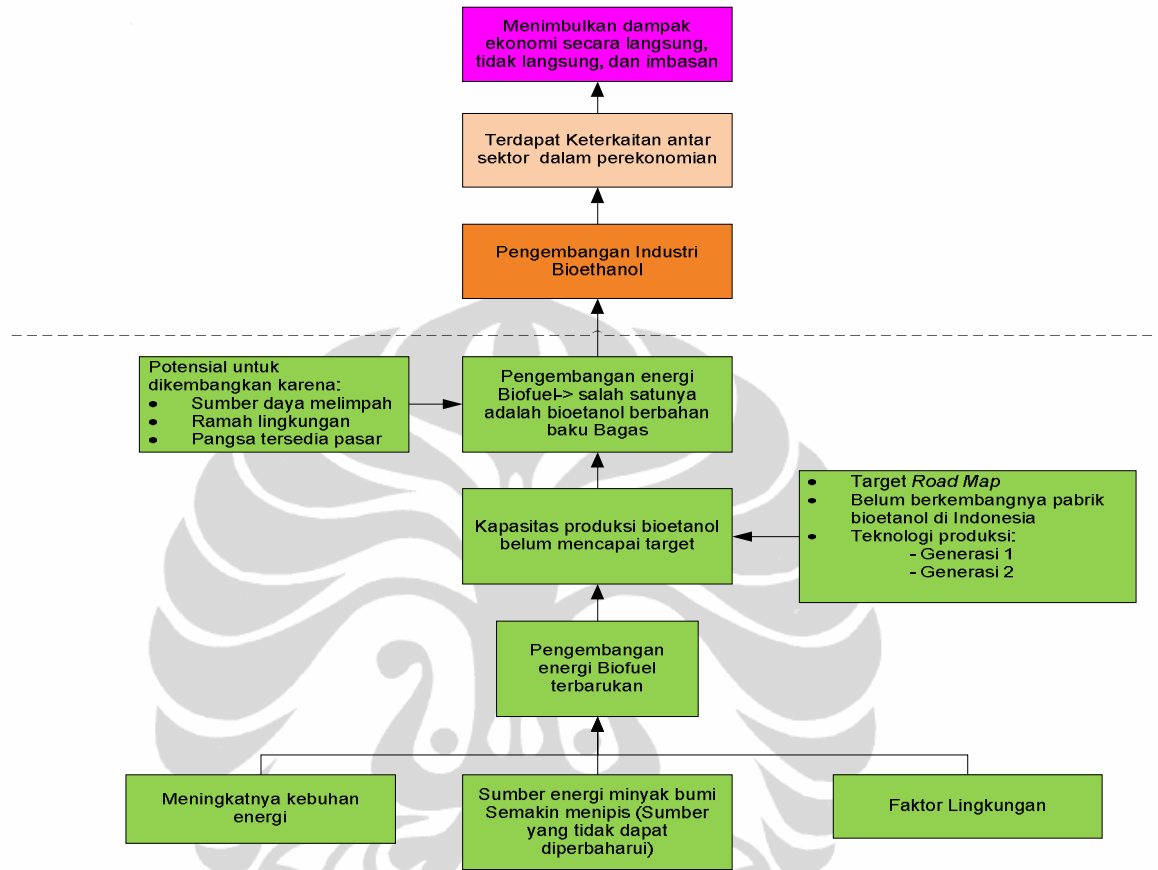 Menimbulkan dampak
ekonomi secara langsung,
tidak langsung, dan imbasan
Terdapat Keterkaitan antar
sektor dalam perekonomian
Pengembangan Industri
Bioethanol
Potensial untuk
dikembangkan karena:
• Sumber daya melimpah
• Ramah lingkungan
• Pangsa tersedia pasar
Pengembangan energi
Biofuel-> salah satunya
adalah bioetanol berbahan
baku Bagas
Kapasitas produksi bioetanol
belum mencapai target
• Target Road Map
• Belum berkembangnya pabrik
bioetanol di Indonesia
• Teknologi produksi:
- Generasi 1
- Generasi 2
Pengembangan
energi Biofuel
terbarukan
Meningkatnya kebuhan
energi
Sumber energi minyak bumi
Semakin menipis (Sumber
yang tidak dapat
diperbaharui)
Faktor Lingkungan